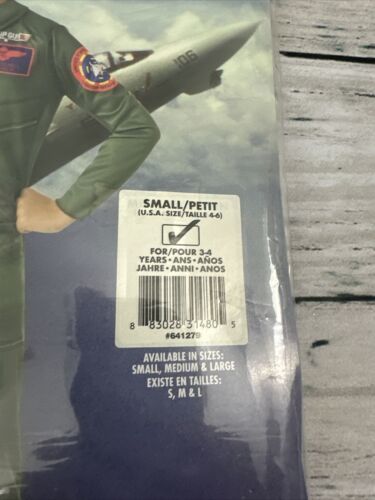 106
SMALL/PETIT
(U.S.A. SIZE/TAILLE 4-6)
FOR/POUR 3-4
YEARS•ANS•AÑOS
JAHRE•ANNI•ANOS
8 83028 31480 5
#641279
AVAILABLE IN SIZES:
SMALL, MEDIUM & LARGE
EXISTE EN TAILLES:
S, M & L